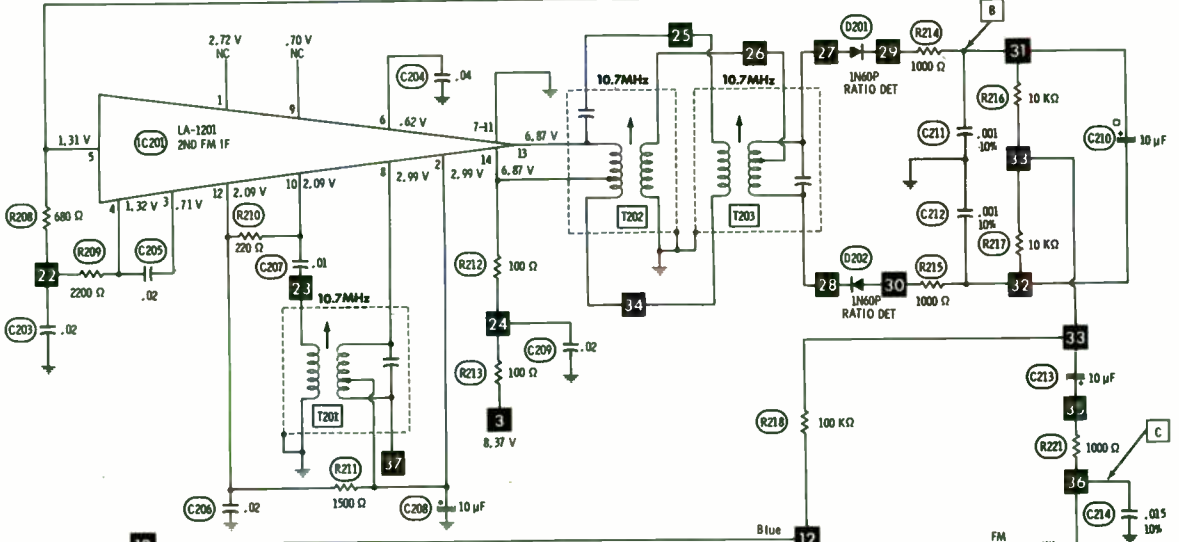 B
25
26
27
D201
29
R214
1000 Ω
31
1N60P
RATIO DET
2.72 V
NC
.70 V
NC
C204
.04
10.7MHz
10.7MHz
1
9
6
.62 V
7-11
6.87 V
13
R216
10 KΩ
1.31 V
5
IC201
LA-1201
2ND FM IF
C211
.001
10%
C210
10 µF
33
14
6.87 V
2
2.99 V
8
2.99 V
10
2.09 V
12
2.09 V
3
.71 V
4
1.32 V
R208
680 Ω
R210
220 Ω
T202
T203
C212
.001
10%
R217
10 KΩ
R209
2200 Ω
C205
.02
22
C207
.01
23
R212
100 Ω
D202
28
30
R215
1000 Ω
32
1N60P
RATIO DET
10.7MHz
34
C203
.02
24
C209
.02
R213
100 Ω
33
C213
10 µF
T201
3
8.37 V
R218
100 KΩ
R221
1000 Ω
C
37
R211
1500 Ω
36
C206
.02
C208
10 µF
C214
.015
10%
Blue
12
FM